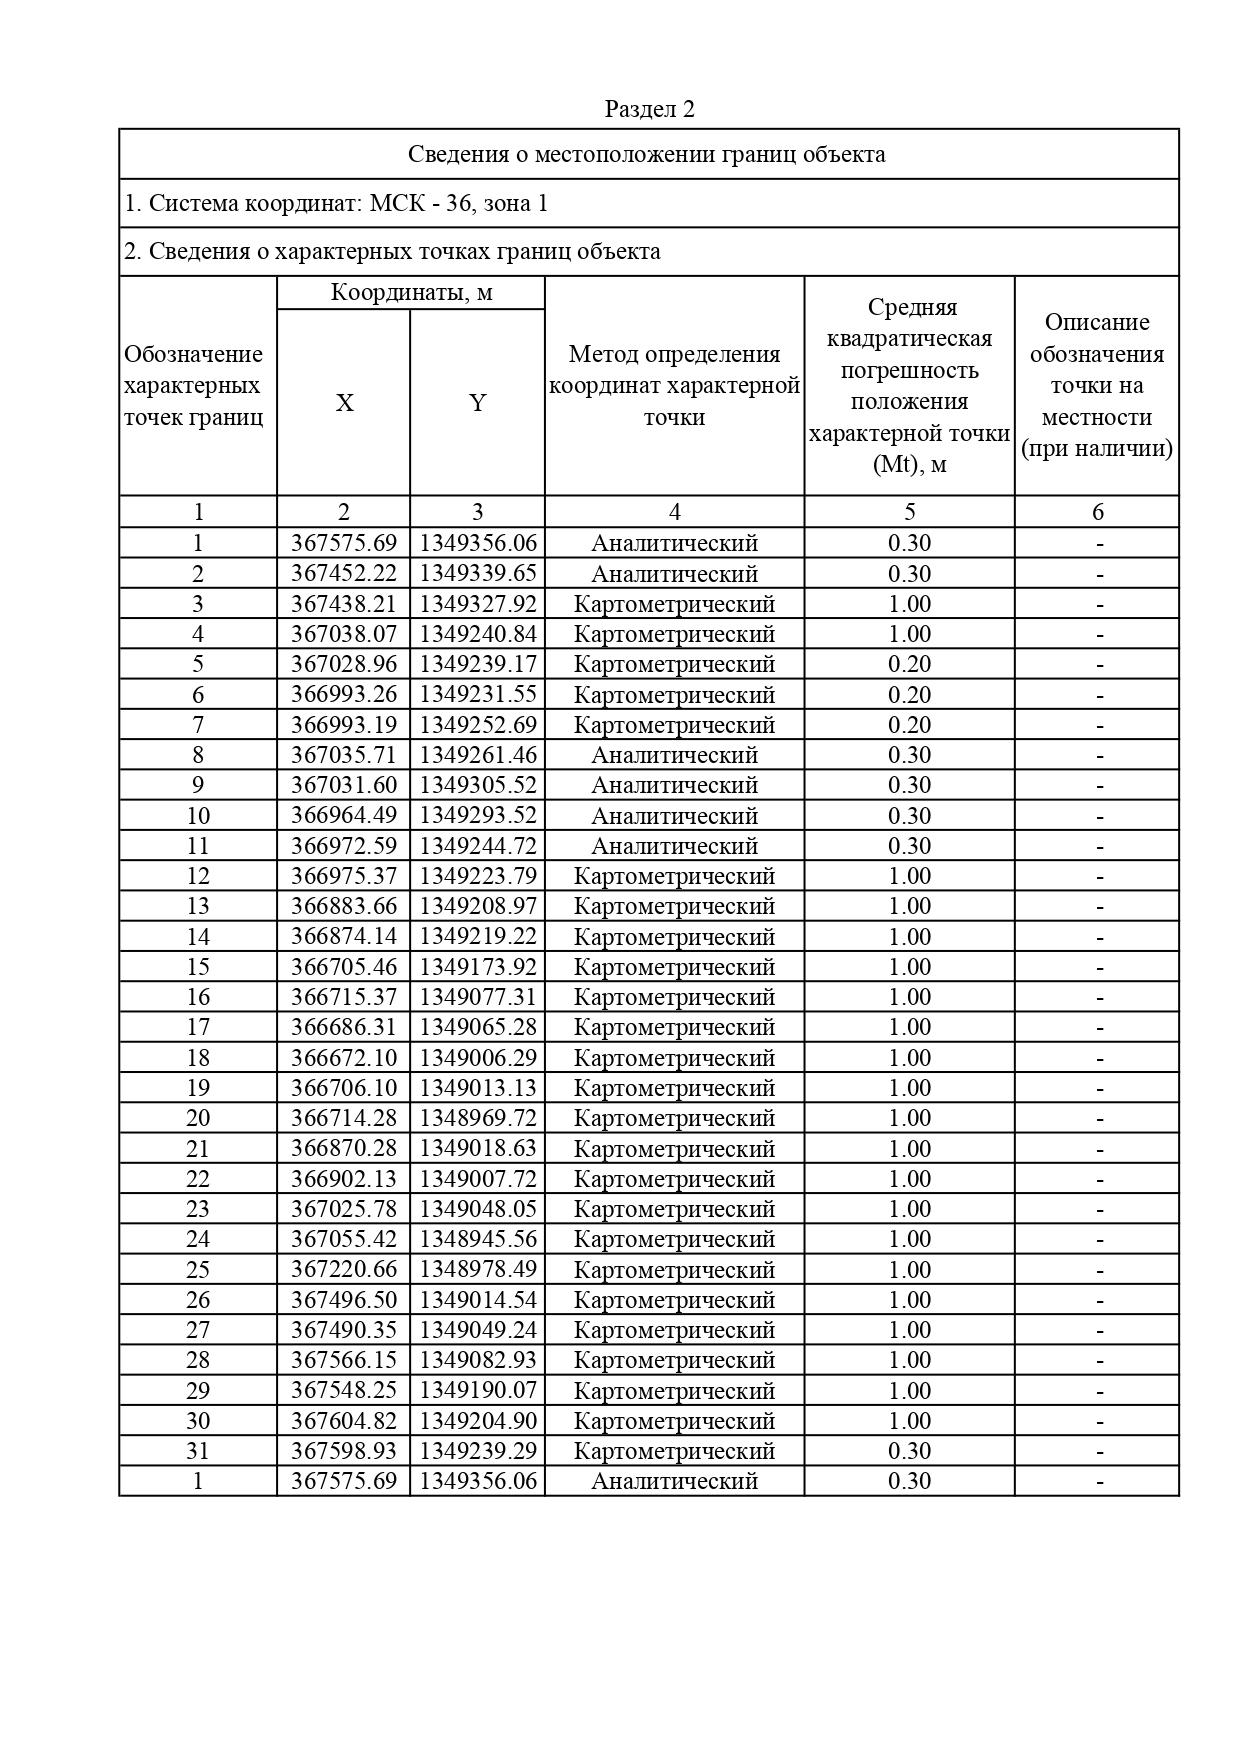 Раздел 2
Сведения о местоположении границ объекта
1. Система координат: МСК - 36, зона 1
2. Сведения о характерных точках границ объекта
Обозначение
характерных
точек границ
Координаты, м
X
Y
Метод определения
координат характерной
точки
Средняя
квадратическая
погрешность
положения
характерной точки
(Mt), м
Описание
обозначения
точки на
местности
(при наличии)
1 2 3 4 5 6
1 367575.69 1349356.06 Аналитический 0.30 -
2 367452.22 1349339.65 Аналитический 0.30 -
3 367438.21 1349327.92 Картометрический 1.00 -
4 367038.07 1349240.84 Картометрический 1.00 -
5 367028.96 1349239.17 Картометрический 0.20 -
6 366993.26 1349231.55 Картометрический 0.20 -
7 366993.19 1349252.69 Картометрический 0.20 -
8 367035.71 1349261.46 Аналитический 0.30 -
9 367031.60 1349305.52 Аналитический 0.30 -
10 366964.49 1349293.52 Аналитический 0.30 -
11 366972.59 1349244.72 Аналитический 0.30 -
12 366975.37 1349223.79 Картометрический 1.00 -
13 366883.66 1349208.97 Картометрический 1.00 -
14 366874.14 1349219.22 Картометрический 1.00 -
15 366705.46 1349173.92 Картометрический 1.00 -
16 366715.37 1349077.31 Картометрический 1.00 -
17 366686.31 1349065.28 Картометрический 1.00 -
18 366672.10 1349006.29 Картометрический 1.00 -
19 366706.10 1349013.13 Картометрический 1.00 -
20 366714.28 1348969.72 Картометрический 1.00 -
21 366870.28 1349018.63 Картометрический 1.00 -
22 366902.13 1349007.72 Картометрический 1.00 -
23 367025.78 1349048.05 Картометрический 1.00 -
24 367055.42 1348945.56 Картометрический 1.00 -
25 367220.66 1348978.49 Картометрический 1.00 -
26 367496.50 1349014.54 Картометрический 1.00 -
27 367490.35 1349049.24 Картометрический 1.00 -
28 367566.15 1349082.93 Картометрический 1.00 -
29 367548.25 1349190.07 Картометрический 1.00 -
30 367604.82 1349204.90 Картометрический 1.00 -
31 367598.93 1349239.29 Картометрический 0.30 -
1 367575.69 1349356.06 Аналитический 0.30 -